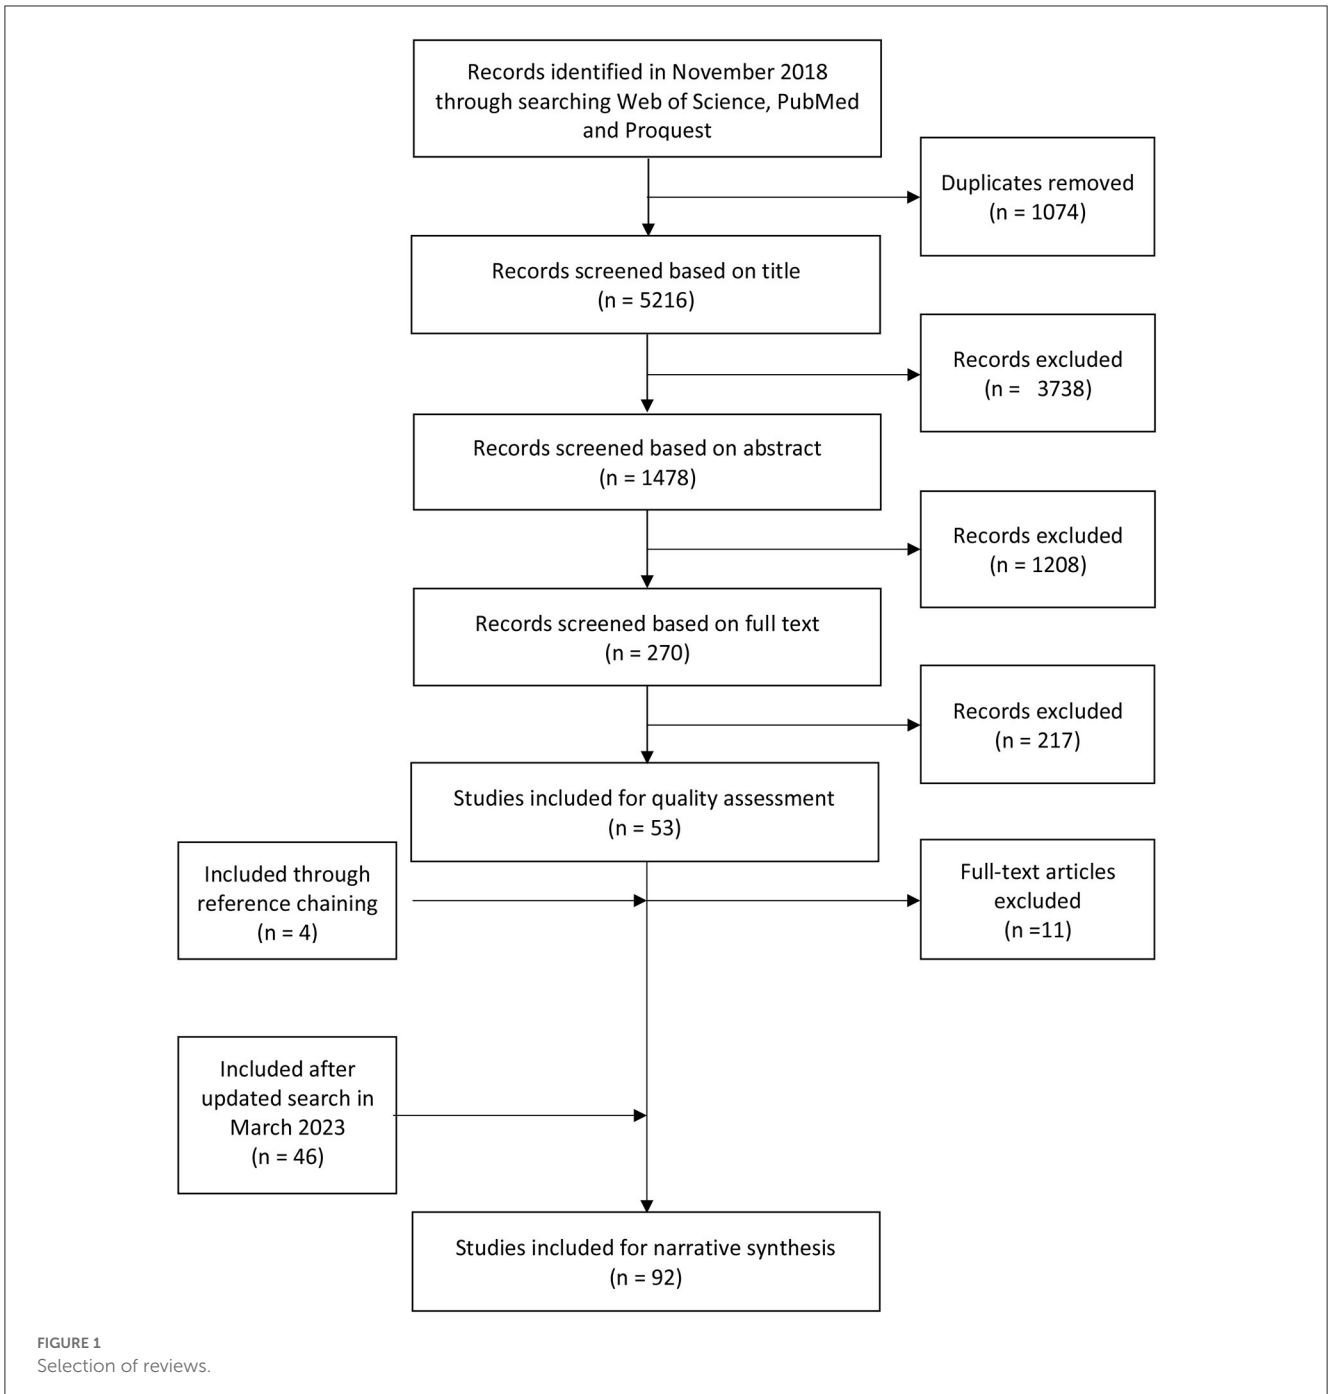 Records identified in November 2018
through searching Web of Science, PubMed
and Proquest
Duplicates removed
(n = 1074)
Records screened based on title
(n = 5216)
Records excluded
(n =   3738)
Records screened based on abstract
(n = 1478)
Records excluded
(n = 1208)
Records screened based on full text
(n = 270)
Records excluded
(n = 217)
Studies included for quality assessment
(n = 53)
Included through
reference chaining
(n = 4)
Full-text articles
excluded
(n =11)
Included after
updated search in
March 2023
(n = 46)
Studies included for narrative synthesis
(n = 92)
FIGURE 1
Selection of reviews.